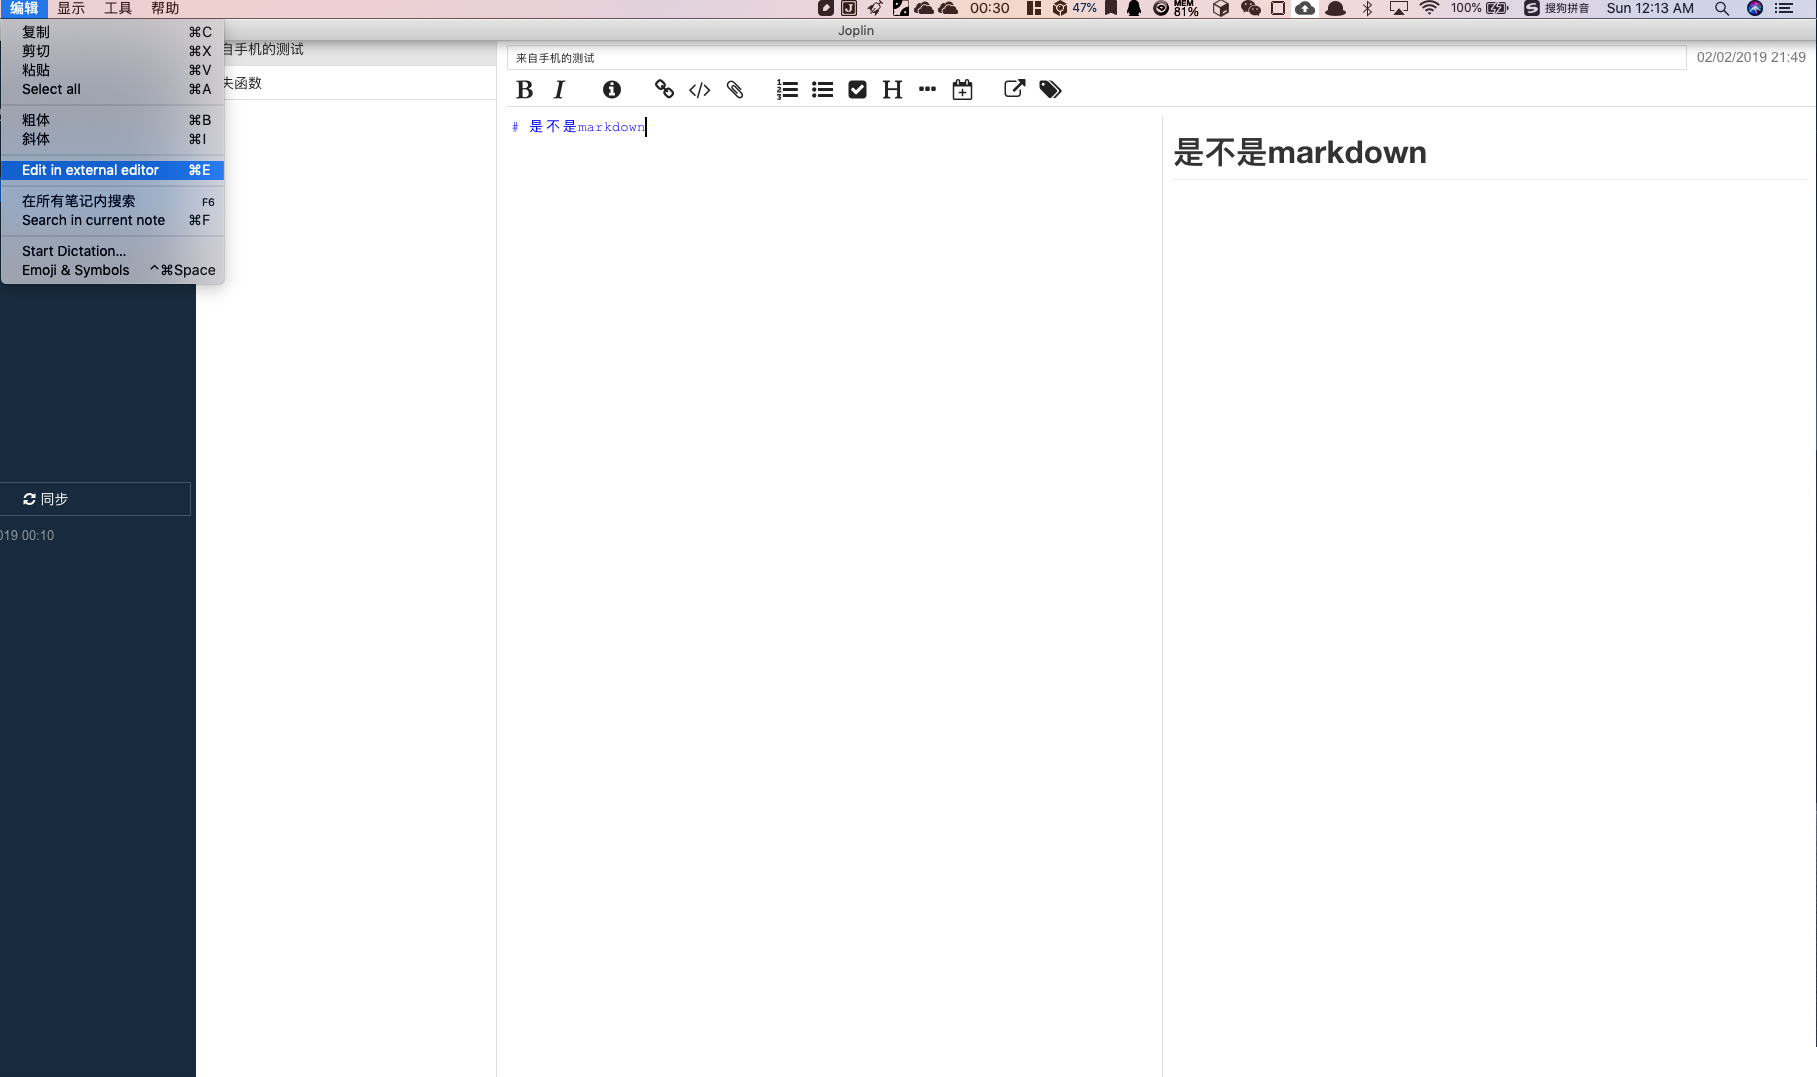 编辑 显示 工具 帮助 00:30 47% MEM 81% 100% 搜狗拼音 Sun 12:13 AM
Joplin
复制 ⌘C
剪切 ⌘X
粘贴 ⌘V
Select all ⌘A
粗体 ⌘B
斜体 ⌘I
Edit in external editor ⌘E
在所有笔记内搜索 F6
Search in current note ⌘F
Start Dictation...
Emoji & Symbols ^⌘Space
自手机的测试
失函数
同步
019 00:10
来自手机的测试 02/02/2019 21:49
# 是不是markdown
是不是markdown